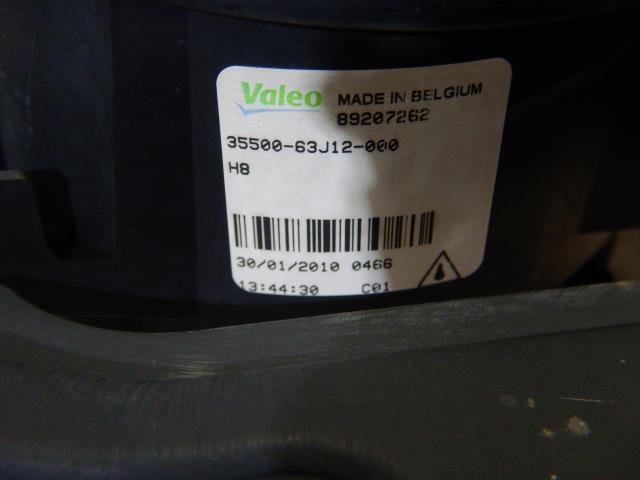 Valeo MADE IN BELGIUM
89207262
35500-63J12-000
H8
30/01/2010 0466
13:44:30 C01